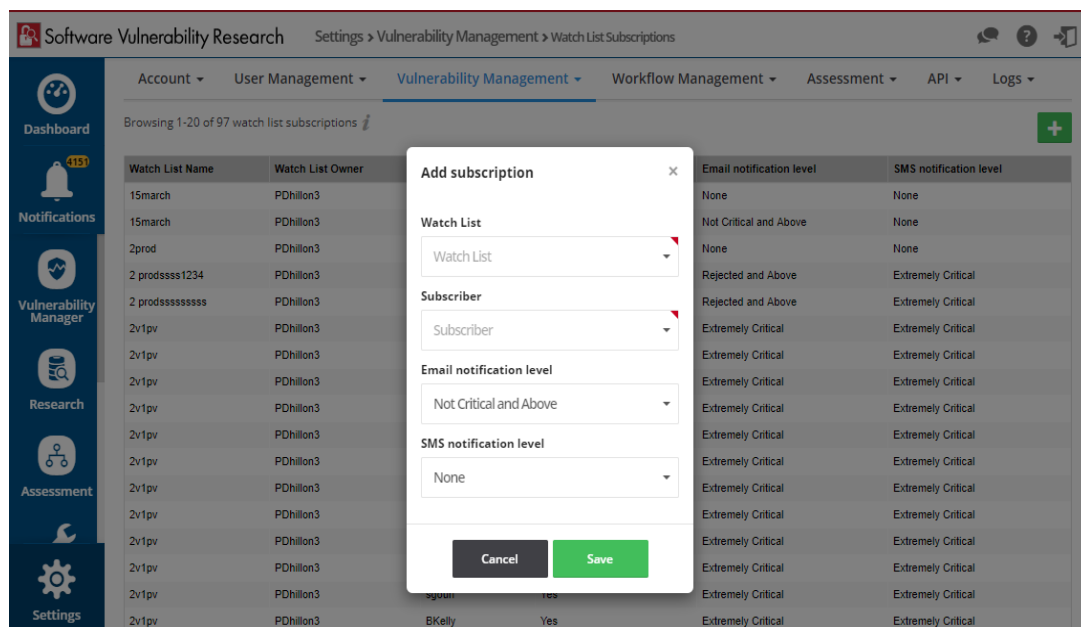 Software Vulnerability Research Settings > Vulnerability Management > Watch List Subscriptions
Account User Management Vulnerability Management Workflow Management Assessment API Logs
Dashboard
4151
Notifications
Vulnerability
Manager
Research
Assessment
Settings
Browsing 1-20 of 97 watch list subscriptions i
+
Watch List Name Watch List Owner Email notification level SMS notification level
15march PDhillon3 None None
15march PDhillon3 Not Critical and Above None
2prod PDhillon3 None None
2 prodssss1234 PDhillon3 Rejected and Above Extremely Critical
2 prodsssssssss PDhillon3 Rejected and Above Extremely Critical
2v1pv PDhillon3 Extremely Critical Extremely Critical
2v1pv PDhillon3 Extremely Critical Extremely Critical
2v1pv PDhillon3 Extremely Critical Extremely Critical
2v1pv PDhillon3 Extremely Critical Extremely Critical
2v1pv PDhillon3 Extremely Critical Extremely Critical
2v1pv PDhillon3 Extremely Critical Extremely Critical
2v1pv PDhillon3 Extremely Critical Extremely Critical
2v1pv PDhillon3 Extremely Critical Extremely Critical
2v1pv PDhillon3 Extremely Critical Extremely Critical
2v1pv PDhillon3 Extremely Critical Extremely Critical
2v1pv PDhillon3 Yes Extremely Critical Extremely Critical
2v1pv PDhillon3 BKelly Yes Extremely Critical Extremely Critical
Add subscription ×
Watch List
Watch List
Subscriber
Subscriber
Email notification level
Not Critical and Above
SMS notification level
None
Cancel Save